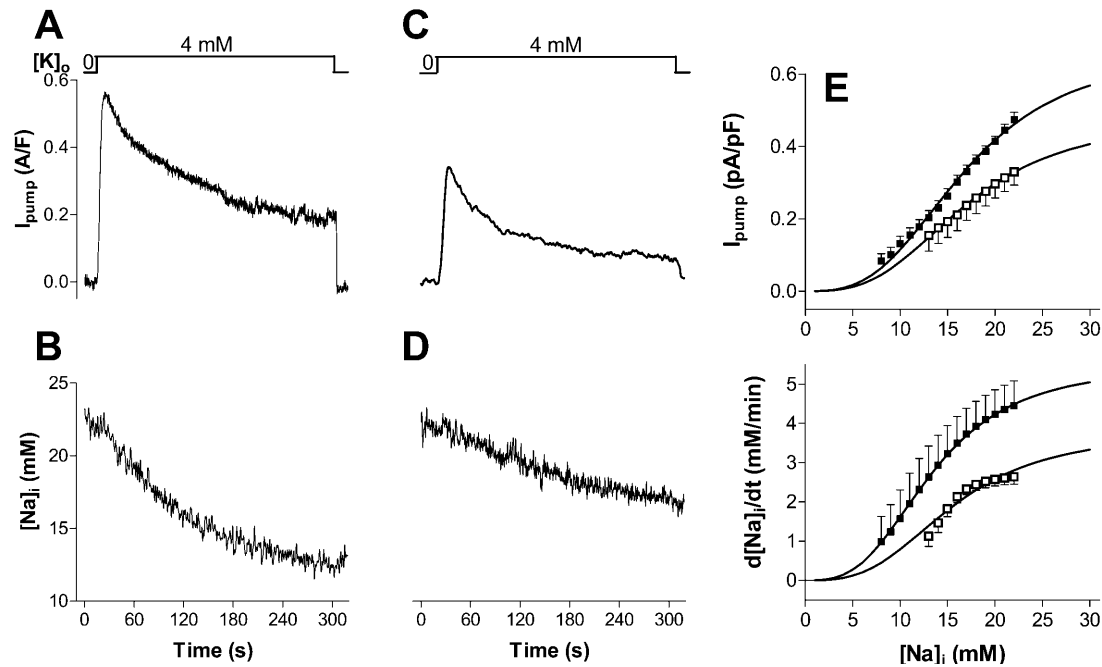 A
C
4 mM
4 mM
[K]o
0
0
E
0.6
0.4
0.2
0.0
Ipump (A/F)
0.6
0.4
0.2
0.0
Ipump (pA/pF)
0 5 10 15 20 25 30
B
D
25
20
15
10
[Na]i (mM)
0 60 120 180 240 300
0 60 120 180 240 300
Time (s)
Time (s)
5
4
3
2
1
0
d[Na]i/dt (mM/min)
0 5 10 15 20 25 30
[Na]i (mM)